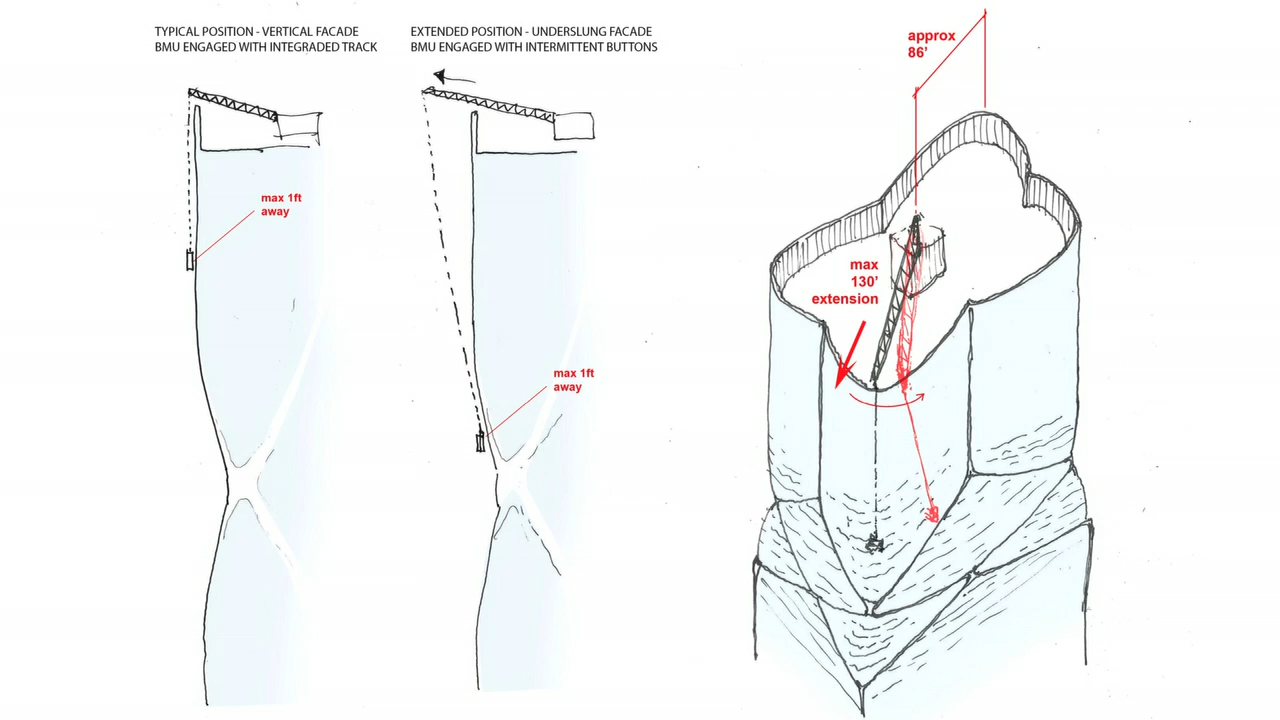 TYPICAL POSITION - VERTICAL FACADE
BMU ENGAGED WITH INTEGRADED TRACK
max 1ft
away
EXTENDED POSITION - UNDERSLUNG FACADE
BMU ENGAGED WITH INTERMITTENT BUTTONS
max 1ft
away
approx
86’
max
130’
extension